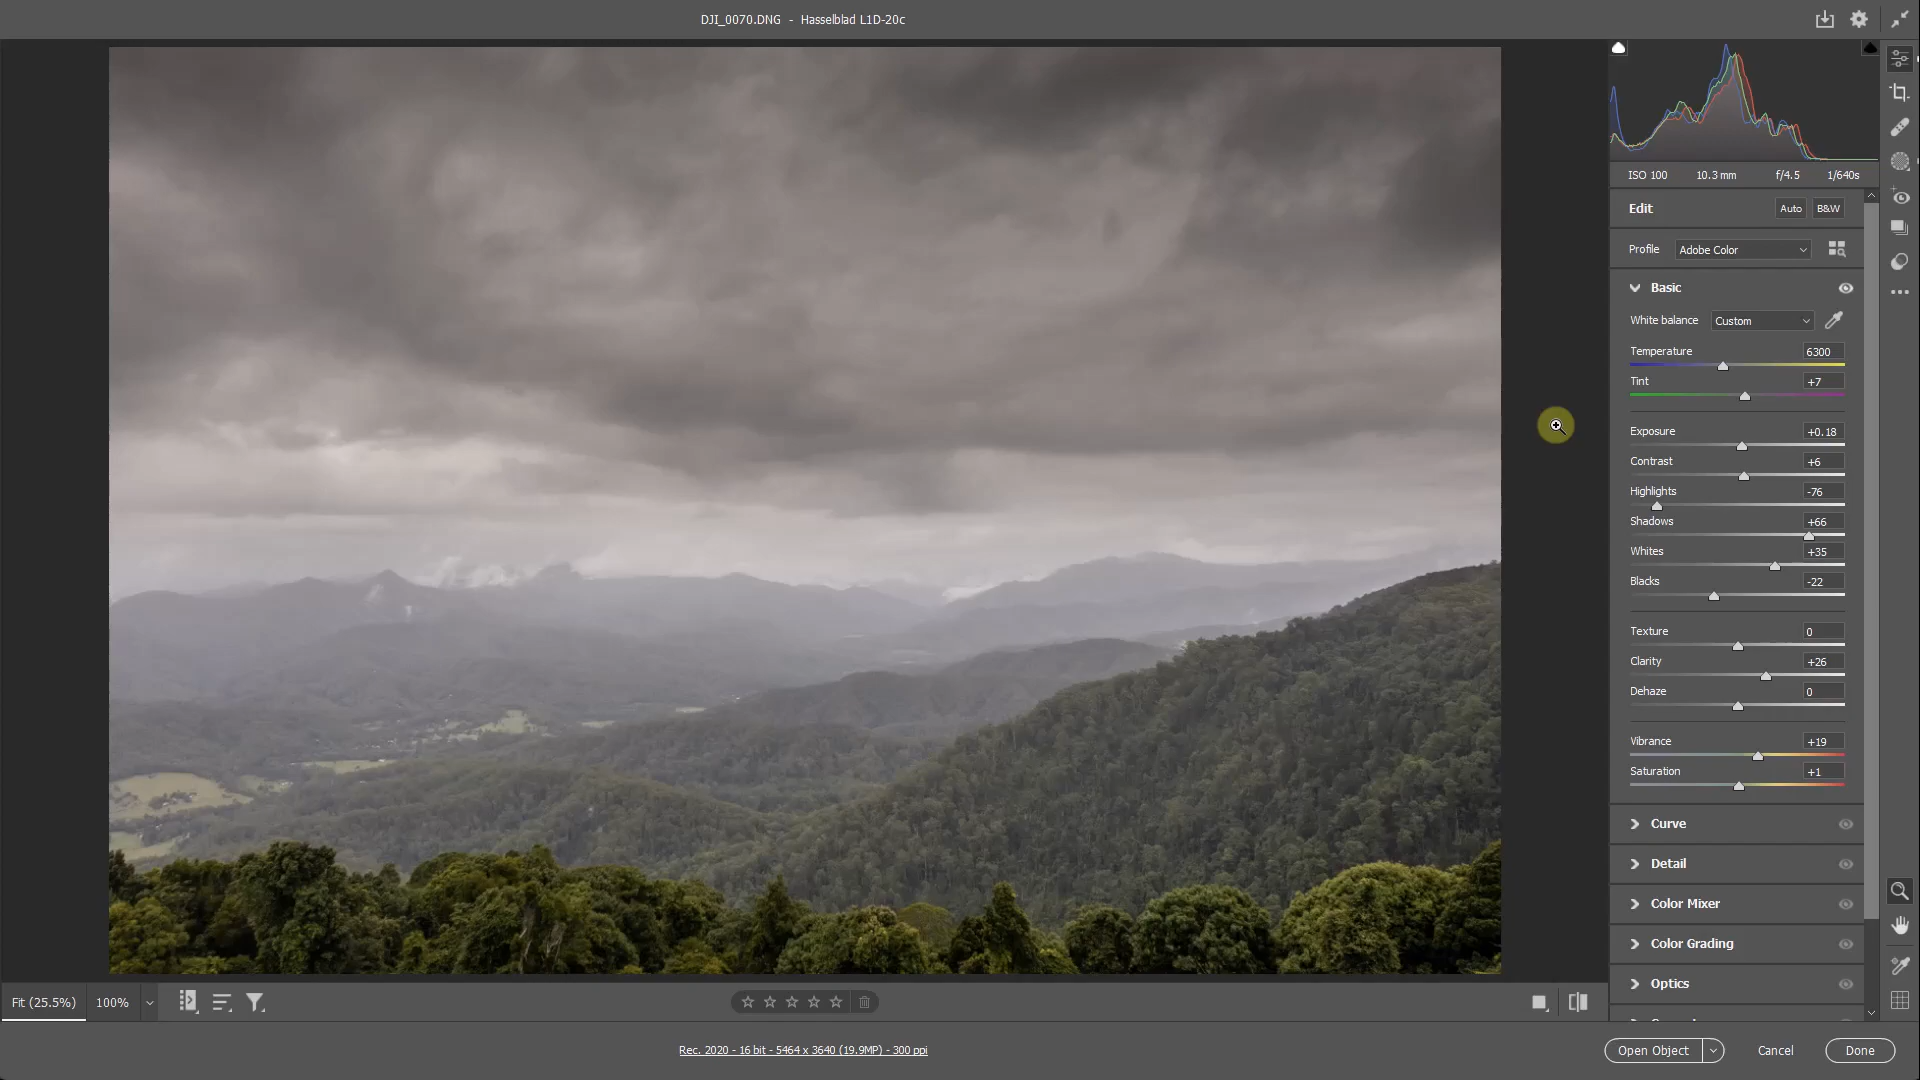 DJI_0070.DNG - Hasselblad L1D-20c
ISO 100 10.3 mm f/4.5 1/640s
Edit Auto B&W
Profile Adobe Color
Basic
White balance Custom
Temperature 6300
Tint +7
Exposure +0.18
Contrast +6
Highlights -76
Shadows +66
Whites +35
Blacks -22
Texture 0
Clarity +26
Dehaze 0
Vibrance +19
Saturation +1
Curve
Detail
Color Mixer
Color Grading
Optics
Fit (25.5%) 100%
Rec. 2020 - 16 bit - 5464 x 3640 (19.9MP) - 300 ppi
Open Object Cancel Done